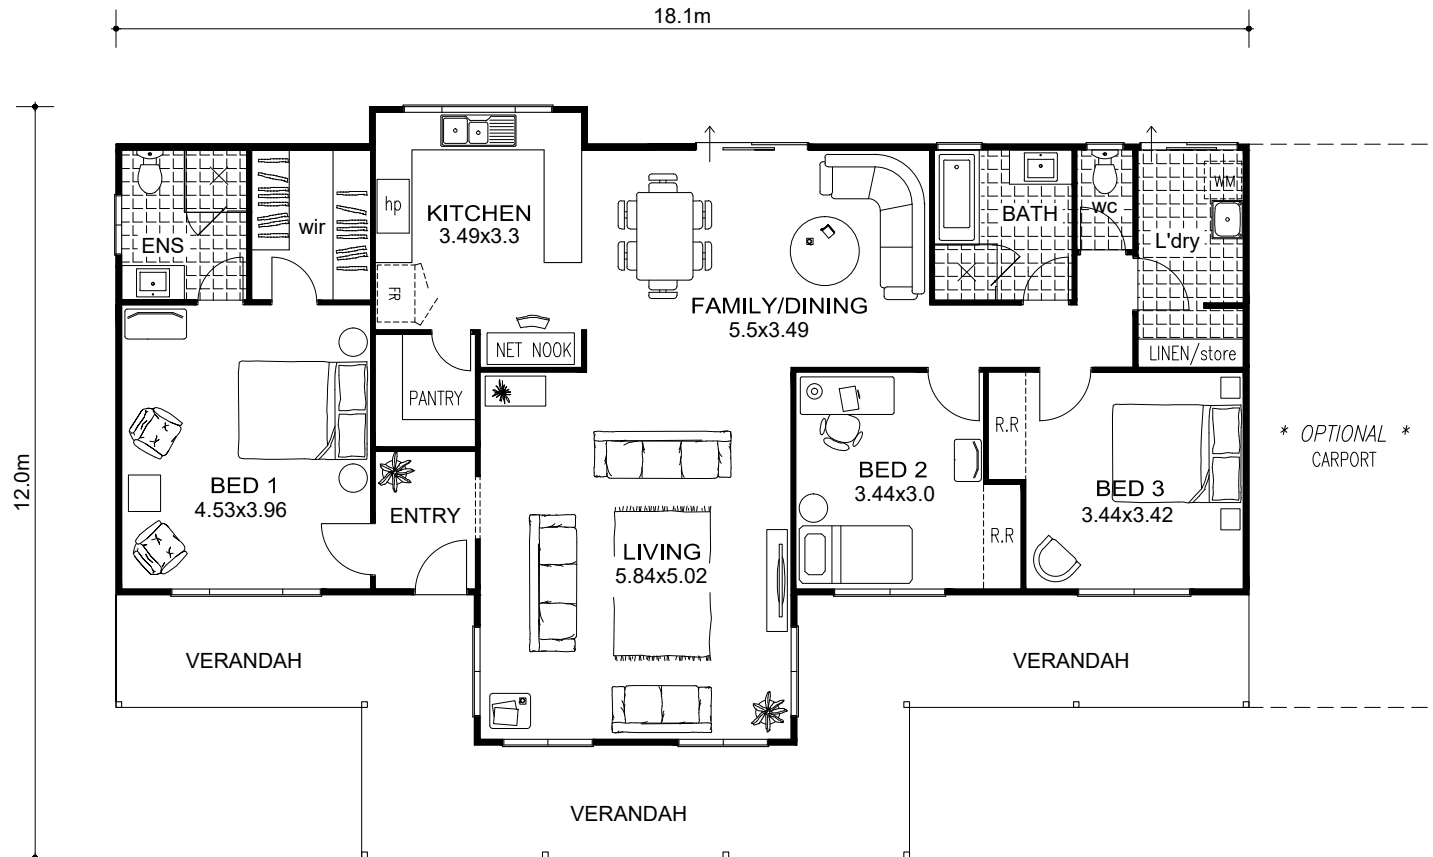 18.1m
12.0m
ENS
wir
hp
KITCHEN
3.49x3.3
FR
NET NOOK
PANTRY
FAMILY/DINING
5.5x3.49
BATH
wc
WM
L'dry
LINEN/store
BED 1
4.53x3.96
ENTRY
LIVING
5.84x5.02
BED 2
3.44x3.0
R.R
R.R
BED 3
3.44x3.42
* OPTIONAL *
CARPORT
VERANDAH
VERANDAH
VERANDAH